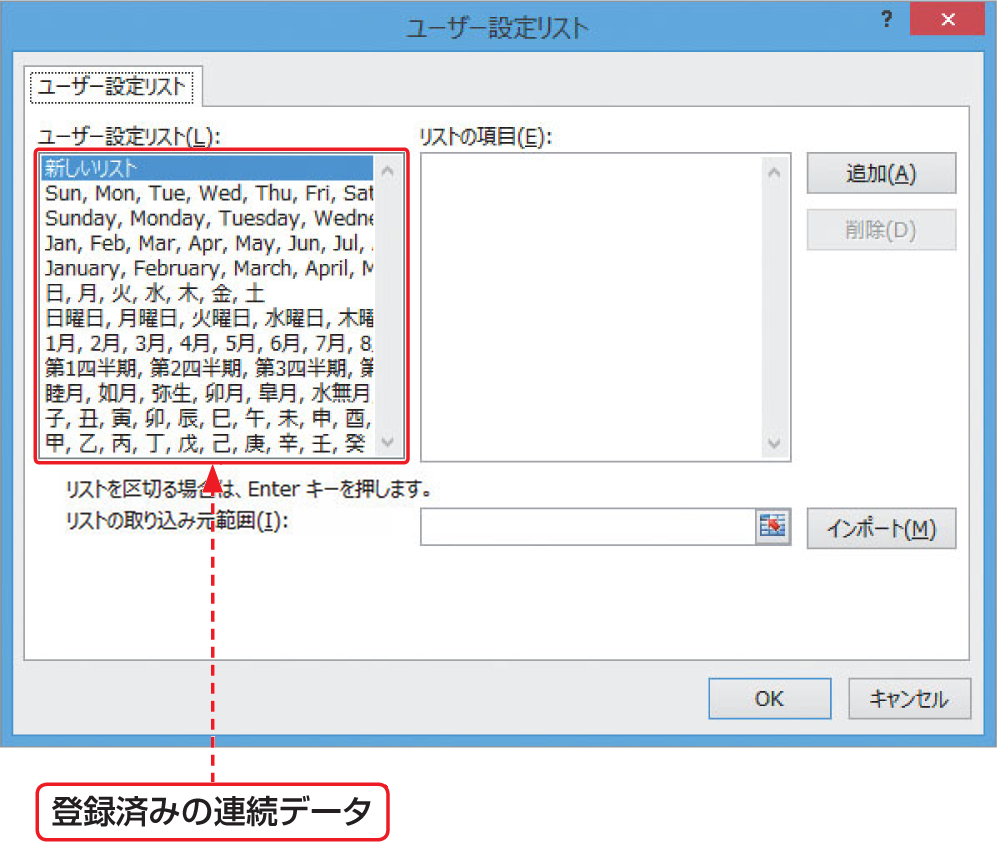 ユーザー設定リスト
?
ユーザー設定リスト
ユーザー設定リスト(L):
リストの項目(E):
新しいリスト
Sun, Mon, Tue, Wed, Thu, Fri, Sat
Sunday, Monday, Tuesday, Wedne
Jan, Feb, Mar, Apr, May, Jun, Jul,
January, February, March, April, M
日, 月, 火, 水, 木, 金, 土
日曜日, 月曜日, 火曜日, 水曜日, 木曜
1月, 2月, 3月, 4月, 5月, 6月, 7月, 8
第1四半期, 第2四半期, 第3四半期, 第
睦月, 如月, 弥生, 卯月, 皐月, 水無月
子, 丑, 寅, 卯, 辰, 巳, 午, 未, 申, 酉,
甲, 乙, 丙, 丁, 戊, 己, 庚, 辛, 壬, 癸
追加(A)
削除(D)
リストを区切る場合は、Enter キーを押します。
リストの取り込み元範囲(I):
インポート(M)
OK
キャンセル
登録済みの連続データ